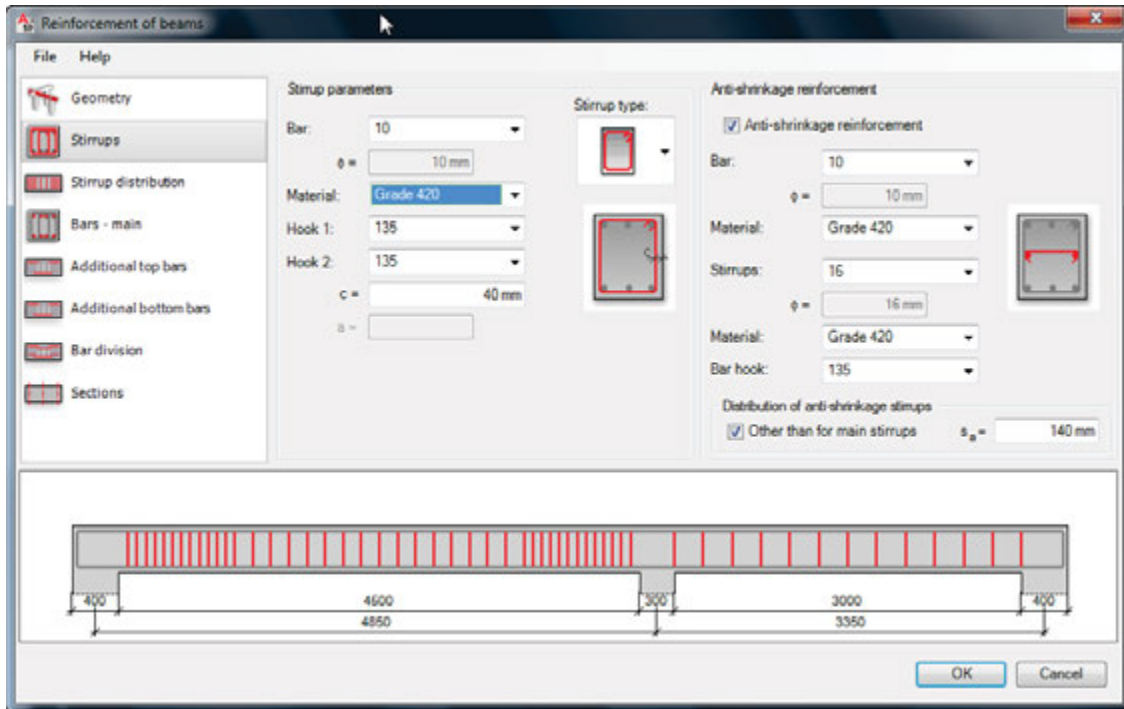 Reinforcement of beams
File Help
Geometry
Stirrups
Stirrup distribution
Bars - main
Additional top bars
Additional bottom bars
Bar division
Sections
Stirrup parameters
Bar: 10
ϕ = 10 mm
Material: Grade 420
Hook 1: 135
Hook 2: 135
c = 40 mm
a =
Stirrup type:
Anti-shrinkage reinforcement
Anti-shrinkage reinforcement
Bar: 10
ϕ = 10 mm
Material: Grade 420
Stirrups: 16
ϕ = 16 mm
Material: Grade 420
Bar hook: 135
Distribution of anti-shrinkage stirrups
Other than for main stirrups sa = 140 mm
400 4600 300 3000 400
4850 3350
OK Cancel